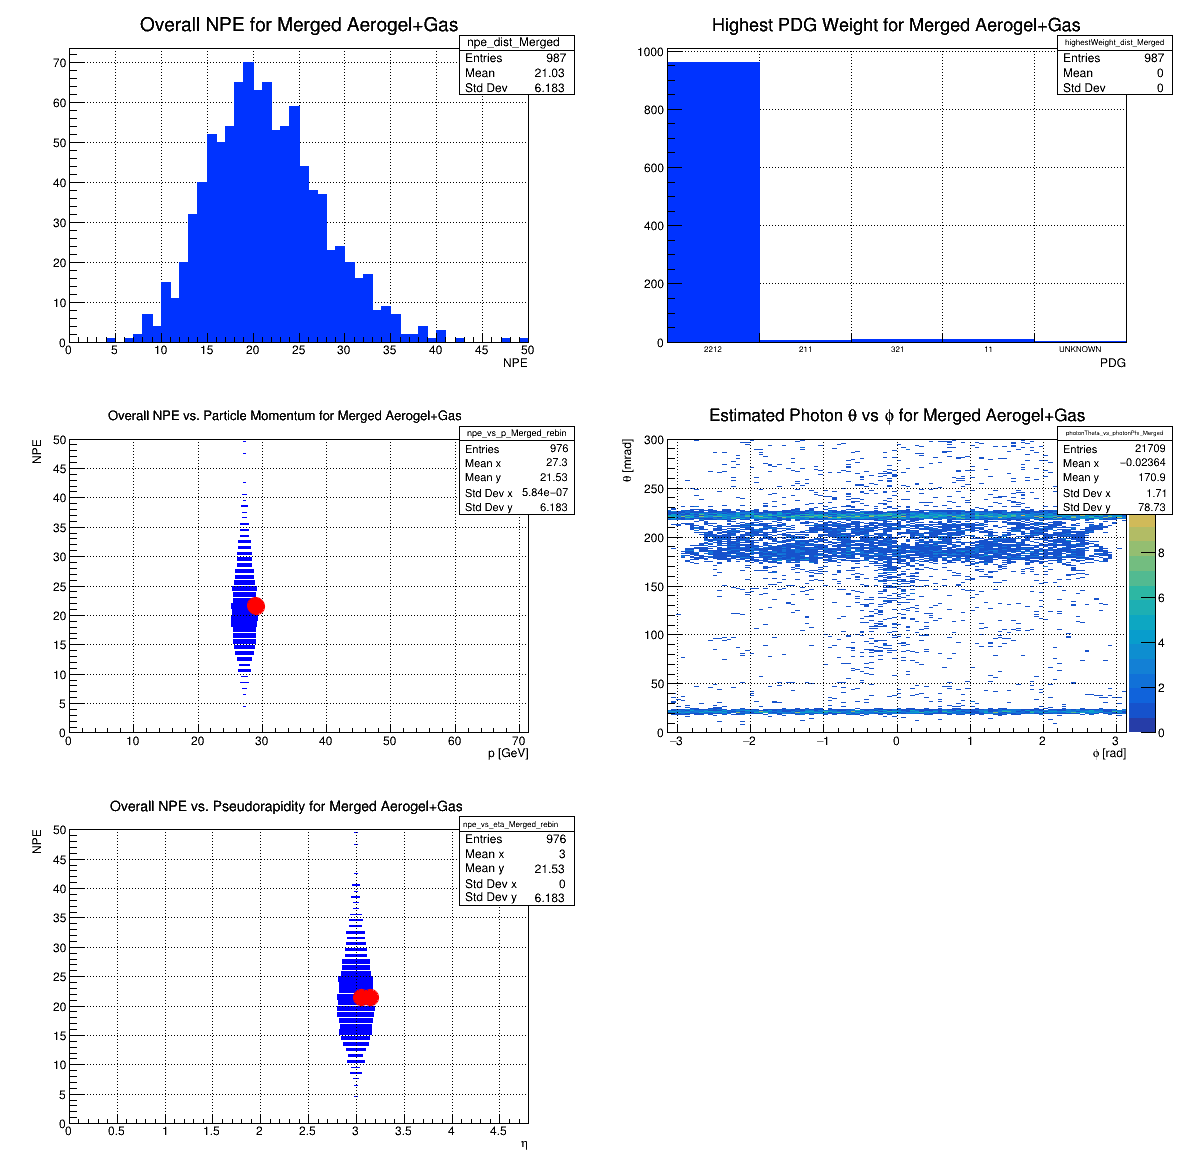 Overall NPE for Merged Aerogel+Gas
npe_dist_Merged
Entries 987
Mean 21.03
Std Dev 6.183
70
60
50
40
30
20
10
0
0 5 10 15 20 25 30 35 40 45 50
NPE
Highest PDG Weight for Merged Aerogel+Gas
highestWeight_dist_Merged
Entries 987
Mean 0
Std Dev 0
1000
800
600
400
200
0
2212 211 321 11 UNKNOWN
PDG
Overall NPE vs. Particle Momentum for Merged Aerogel+Gas
npe_vs_p_Merged_rebin
Entries 976
Mean x 27.3
Mean y 21.53
Std Dev x 5.84e−07
Std Dev y 6.183
NPE
50
45
40
35
30
25
20
15
10
5
0
0 10 20 30 40 50 60 70
p [GeV]
Estimated Photon θ vs ϕ for Merged Aerogel+Gas
photonTheta_vs_photonPhi_Merged
Entries 21709
Mean x −0.02364
Mean y 170.9
Std Dev x 1.71
Std Dev y 78.73
θ [mrad]
300
250
200
150
100
50
0
−3 −2 −1 0 1 2 3
ϕ [rad]
8
6
4
2
0
Overall NPE vs. Pseudorapidity for Merged Aerogel+Gas
npe_vs_eta_Merged_rebin
Entries 976
Mean x 3
Mean y 21.53
Std Dev x 0
Std Dev y 6.183
NPE
50
45
40
35
30
25
20
15
10
5
0
0 0.5 1 1.5 2 2.5 3 3.5 4 4.5
η